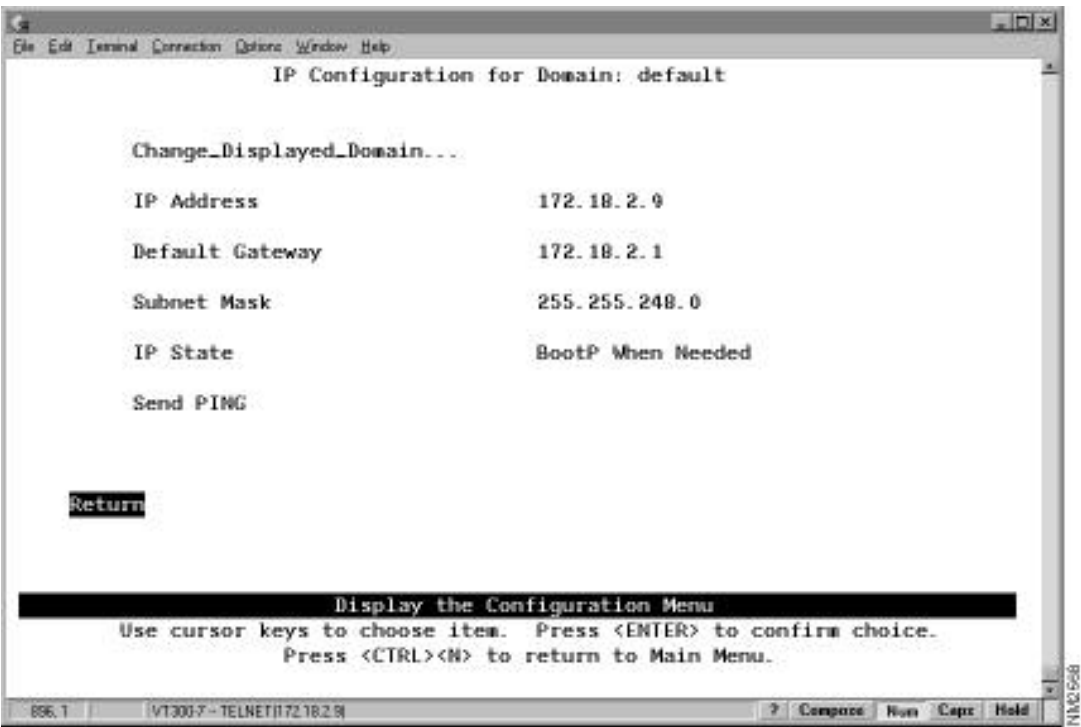 File Edit Terminal Connection Options Window Help
IP Configuration for Domain: default
Change_Displayed_Domain...
IP Address 172.18.2.9
Default Gateway 172.18.2.1
Subnet Mask 255.255.248.0
IP State BootP When Needed
Send PING
Return
Display the Configuration Menu
Use cursor keys to choose item. Press <ENTER> to confirm choice.
Press <CTRL><N> to return to Main Menu.
896, 1 VT300-7 -- TELNET(172.18.2.9) ? Compose Num Caps Hold
NM2568